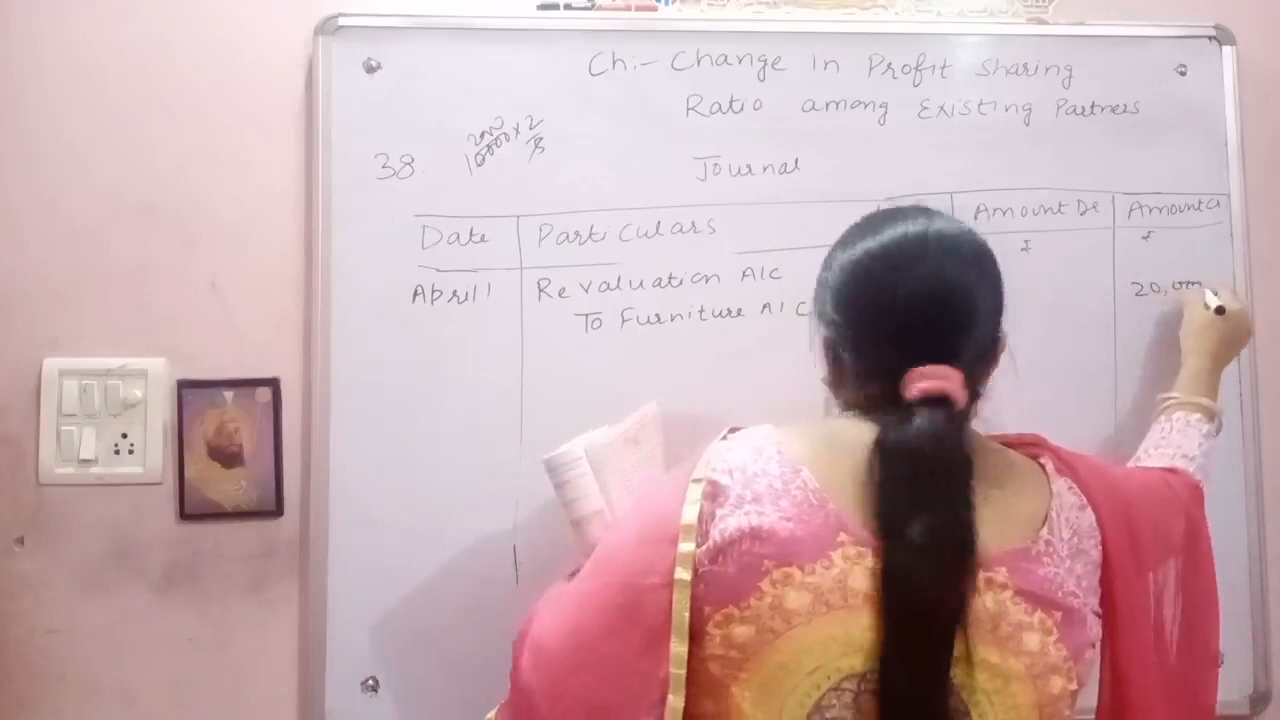 Ch:- Change In Profit Sharing
Ratio among Existing Partners
38.
Journal
Date Particulars Amount Dr Amount Cr
₹ ₹
April 1 Revaluation A/c 20,
To Furniture A/C